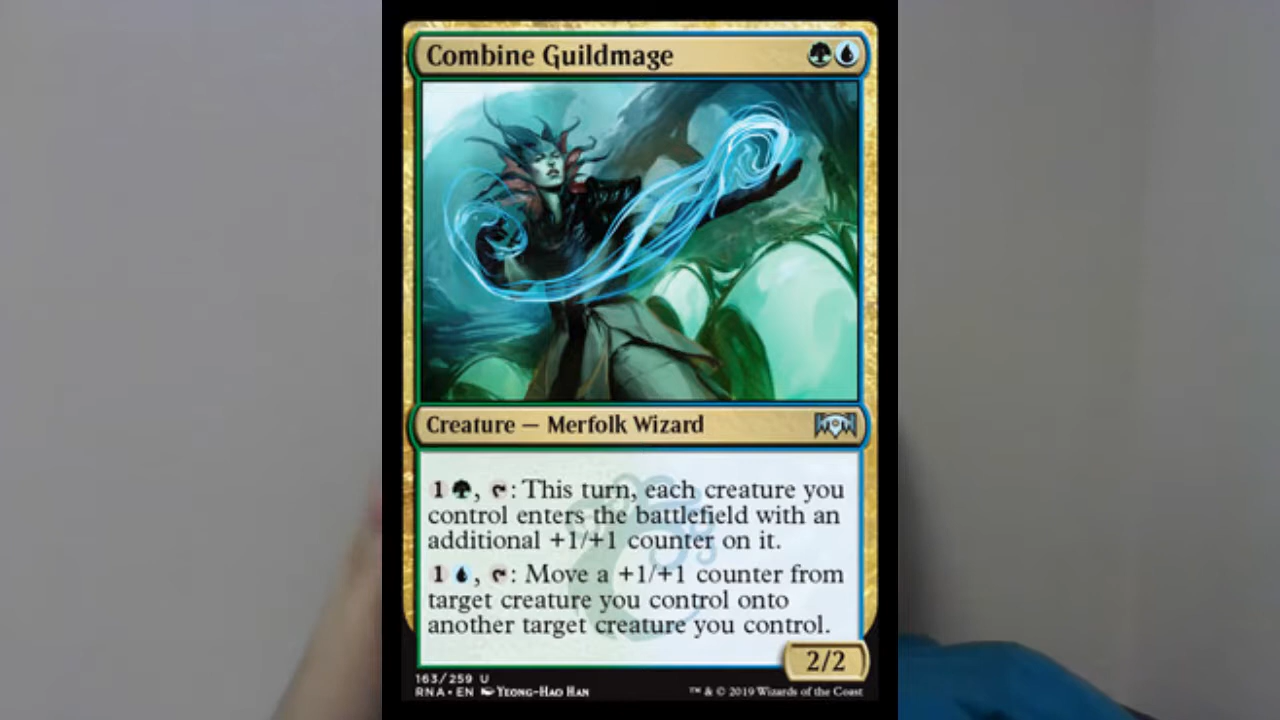 Combine Guildmage
Creature — Merfolk Wizard
1 , : This turn, each creature you
control enters the battlefield with an
additional +1/+1 counter on it.
1 , : Move a +1/+1 counter from
target creature you control onto
another target creature you control.
2/2
163/259 U
RNA • EN Yeong-Hao Han
™ & © 2019 Wizards of the Coast